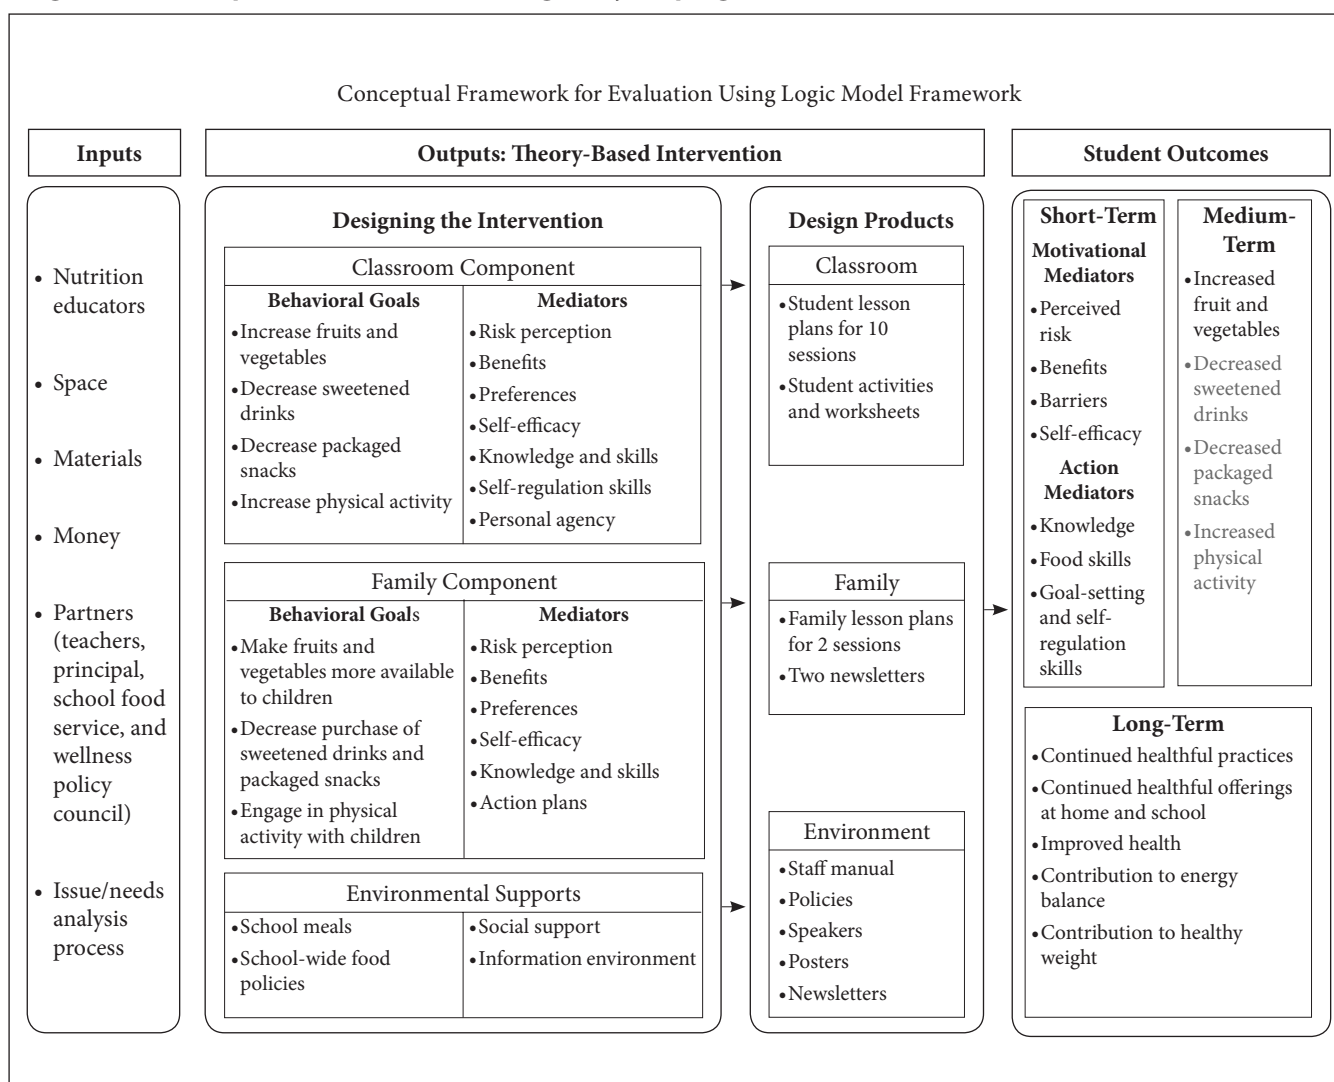 Conceptual Framework for Evaluation Using Logic Model Framework
Inputs
• Nutrition
educators
• Space
• Materials
• Money
• Partners
(teachers,
principal,
school food
service, and
wellness
policy
council)
• Issue/needs
analysis
process
Outputs: Theory-Based Intervention
Designing the Intervention
Classroom Component
Behavioral Goals
• Increase fruits and
vegetables
• Decrease sweetened
drinks
• Decrease packaged
snacks
• Increase physical activity
Mediators
• Risk perception
• Benefits
• Preferences
• Self-efficacy
• Knowledge and skills
• Self-regulation skills
• Personal agency
Family Component
Behavioral Goals
• Make fruits and
vegetables more available
to children
• Decrease purchase of
sweetened drinks and
packaged snacks
• Engage in physical
activity with children
Mediators
• Risk perception
• Benefits
• Preferences
• Self-efficacy
• Knowledge and skills
• Action plans
Environmental Supports
• School meals
• School-wide food
policies
• Social support
• Information environment
Design Products
Classroom
• Student lesson
plans for 10
sessions
• Student activities
and worksheets
Family
• Family lesson plans
for 2 sessions
• Two newsletters
Environment
• Staff manual
• Policies
• Speakers
• Posters
• Newsletters
Student Outcomes
Short-Term
Motivational
Mediators
• Perceived
risk
• Benefits
• Barriers
• Self-efficacy
Action
Mediators
• Knowledge
• Food skills
• Goal-setting
and self-
regulation
skills
Medium-
Term
• Increased
fruit and
vegetables
• Decreased
sweetened
drinks
• Decreased
packaged
snacks
• Increased
physical
activity
Long-Term
• Continued healthful practices
• Continued healthful offerings
at home and school
• Improved health
• Contribution to energy
balance
• Contribution to healthy
weight